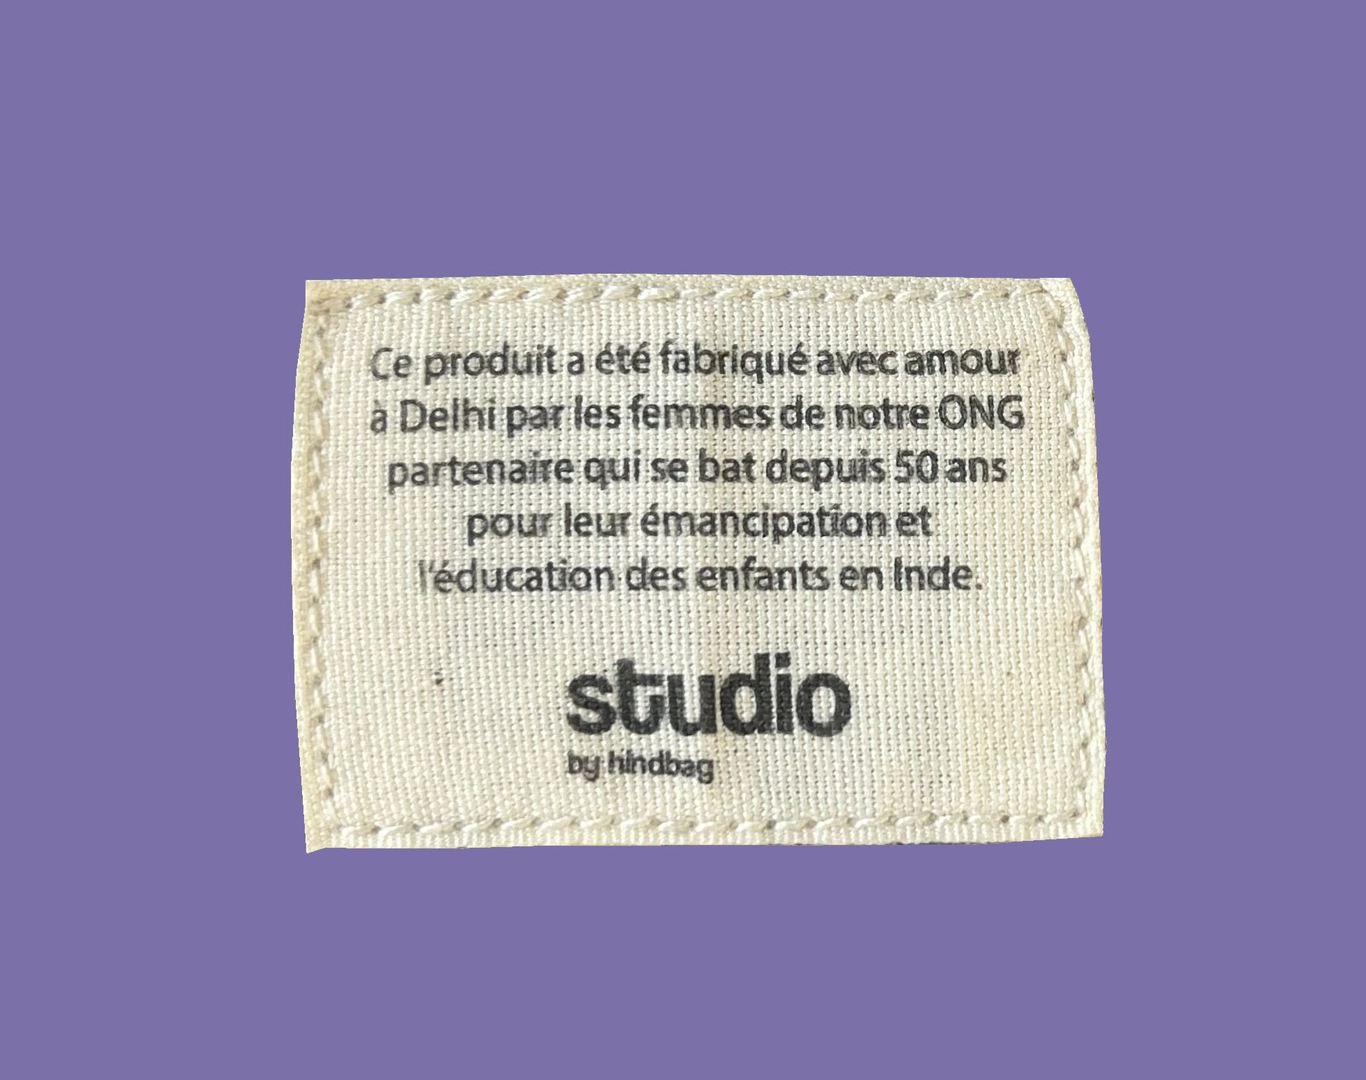 Ce produit a été fabriqué avec amour
à Delhi par les femmes de notre ONG
partenaire qui se bat depuis 50 ans
pour leur émancipation et
l'éducation des enfants en Inde.
studio
by hindbag